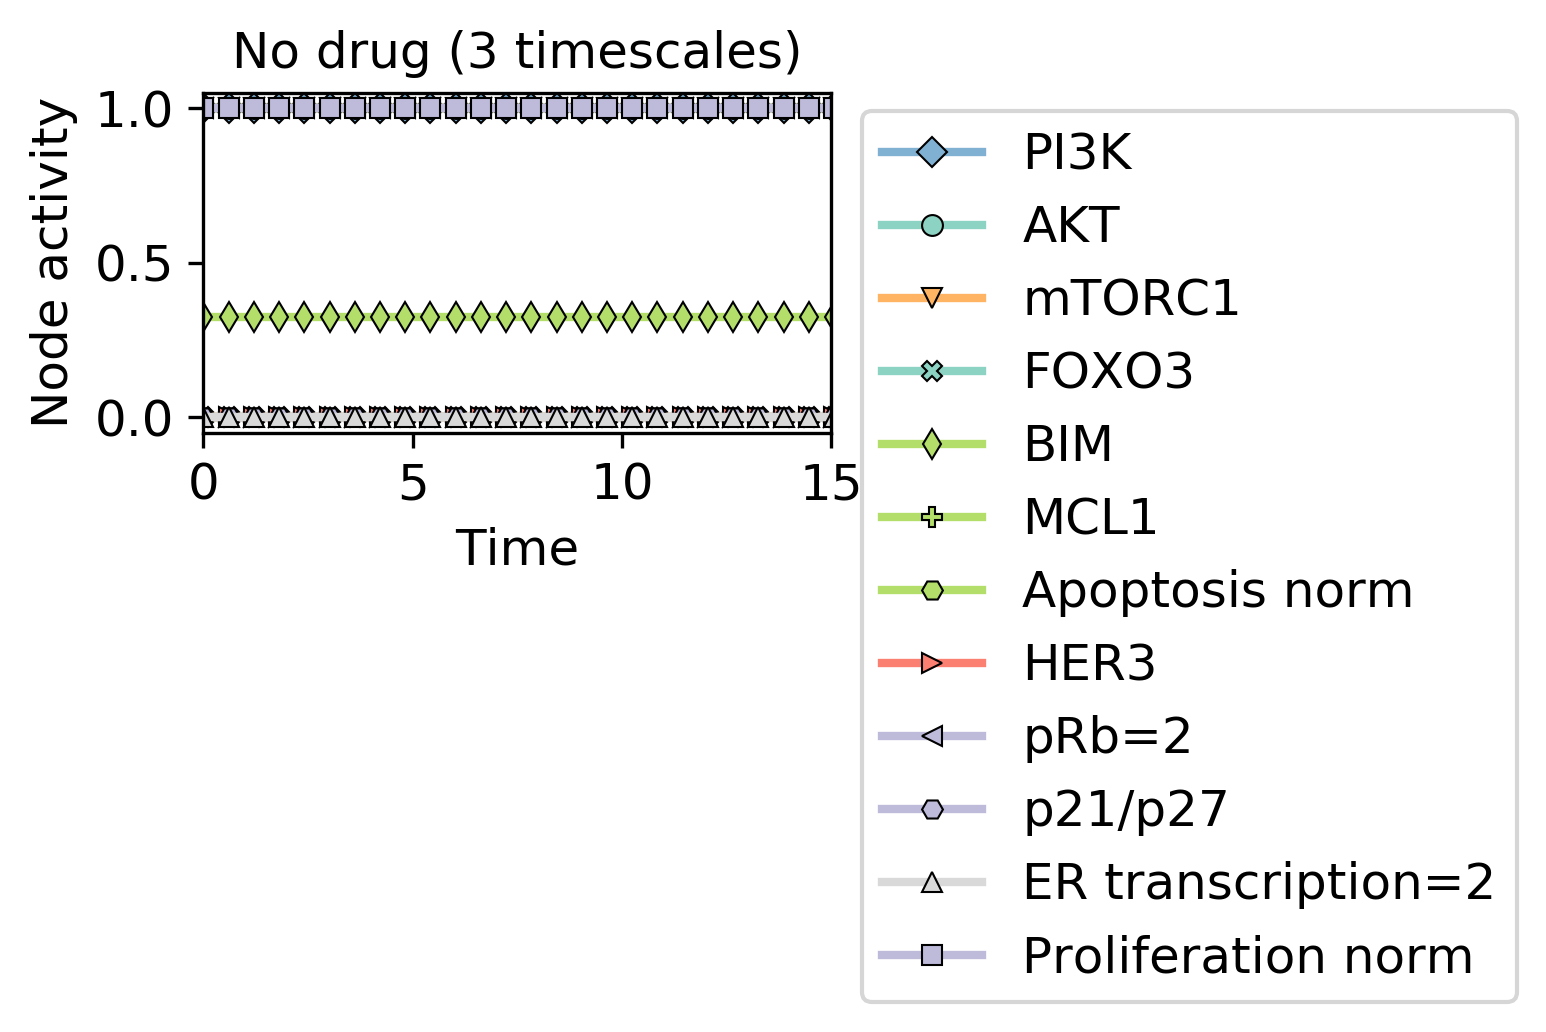 No drug (3 timescales)
Node activity
1.0
0.5
0.0
0 5 10 15
Time
PI3K
AKT
mTORC1
FOXO3
BIM
MCL1
Apoptosis norm
HER3
pRb=2
p21/p27
ER transcription=2
Proliferation norm